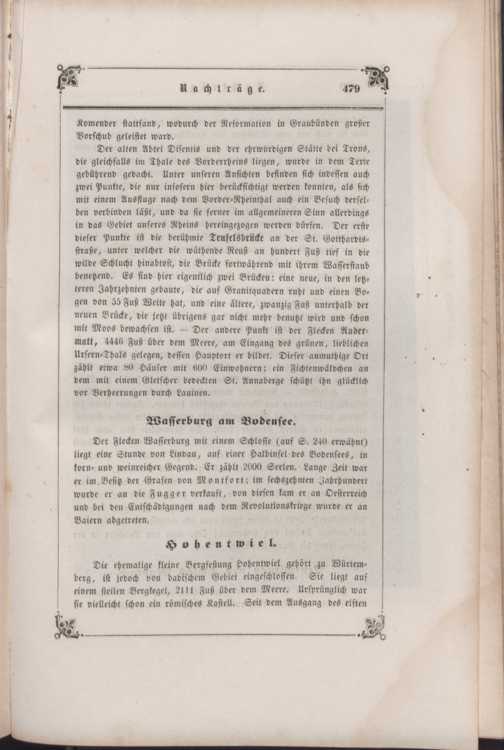 Nachträge. 479
Komender stattfand, wodurch der Reformation in Graubünden großer
Vorschub geleistet ward.
Der alten Abtei Disentis und der ehrwürdigen Stätte bei Trons,
die gleichfalls in Thale des Vorderrheins liegen, wurde in dem Texte
gebührend gedacht. Unter unseren Ansichten befinden sich indessen auch
zwei Punkte, die nur insofern hier berücksichtigt werden konnten, als sich
mit einem Ausfluge nach dem Vorder-Rheinthal auch ein Besuch dersel-
ben verbinden läßt, und da sie ferner im allgemeineren Sinn allerdings
in das Gebiet unseres Rheins hereingezogen werden dürfen. Der erste
dieser Punkte ist die berühmte Teufelsbrücke an der St. Gotthards-
straße, unter welcher die wüthende Reuß an hundert Fuß tief in die
wilde Schlucht hinabtost, die Brücke fortwährend mit ihrem Wasserstaub
benetzend. Es sind hier eigentlich zwei Brücken: eine neue, in den letz-
teren Jahrzehnten gebaute, die auf Granitquadern ruht und einen Bo-
gen von 55 Fuß Weite hat, und eine ältere, zwanzig Fuß unterhalb der
neuen Brücke, die jetzt übrigens gar nicht mehr benutzt wird und schon
mit Moos bewachsen ist. — Der andere Punkt ist der Flecken Ander-
matt, 4446 Fuß über dem Meere, am Eingang des grünen, lieblichen
Ursern-Thals gelegen, dessen Hauptort er bildet. Dieser anmuthige Ort
zählt etwa 80 Häuser mit 600 Einwohnern; ein Fichtenwäldchen an
dem mit einem Gletscher bedeckten St. Annaberge schützt ihn glücklich
vor Verheerungen durch Lauinen.
Wasserburg am Bodensee.
Der Flecken Wasserburg mit einem Schlosse (auf S. 240 erwähnt)
liegt eine Stunde von Lindau, auf einer Halbinsel des Bodensees, in
korn- und weinreicher Gegend. Er zählt 2000 Seelen. Lange Zeit war
er im Besitz der Grafen von Montfort; im sechszehnten Jahrhundert
wurde er an die Fugger verkauft, von diesen kam er an Oesterreich
und bei den Entschädigungen nach dem Revolutionskriege wurde er an
Baiern abgetreten.
Hohentwiel.
Die ehemalige kleine Bergfestung Hohentwiel gehört zu Würtem-
berg, ist jedoch von badischem Gebiet eingeschlossen. Sie liegt auf
einem steilen Bergkegel, 2111 Fuß über dem Meere. Ursprünglich war
sie vielleicht schon ein römisches Kastell. Seit dem Ausgang des eilften